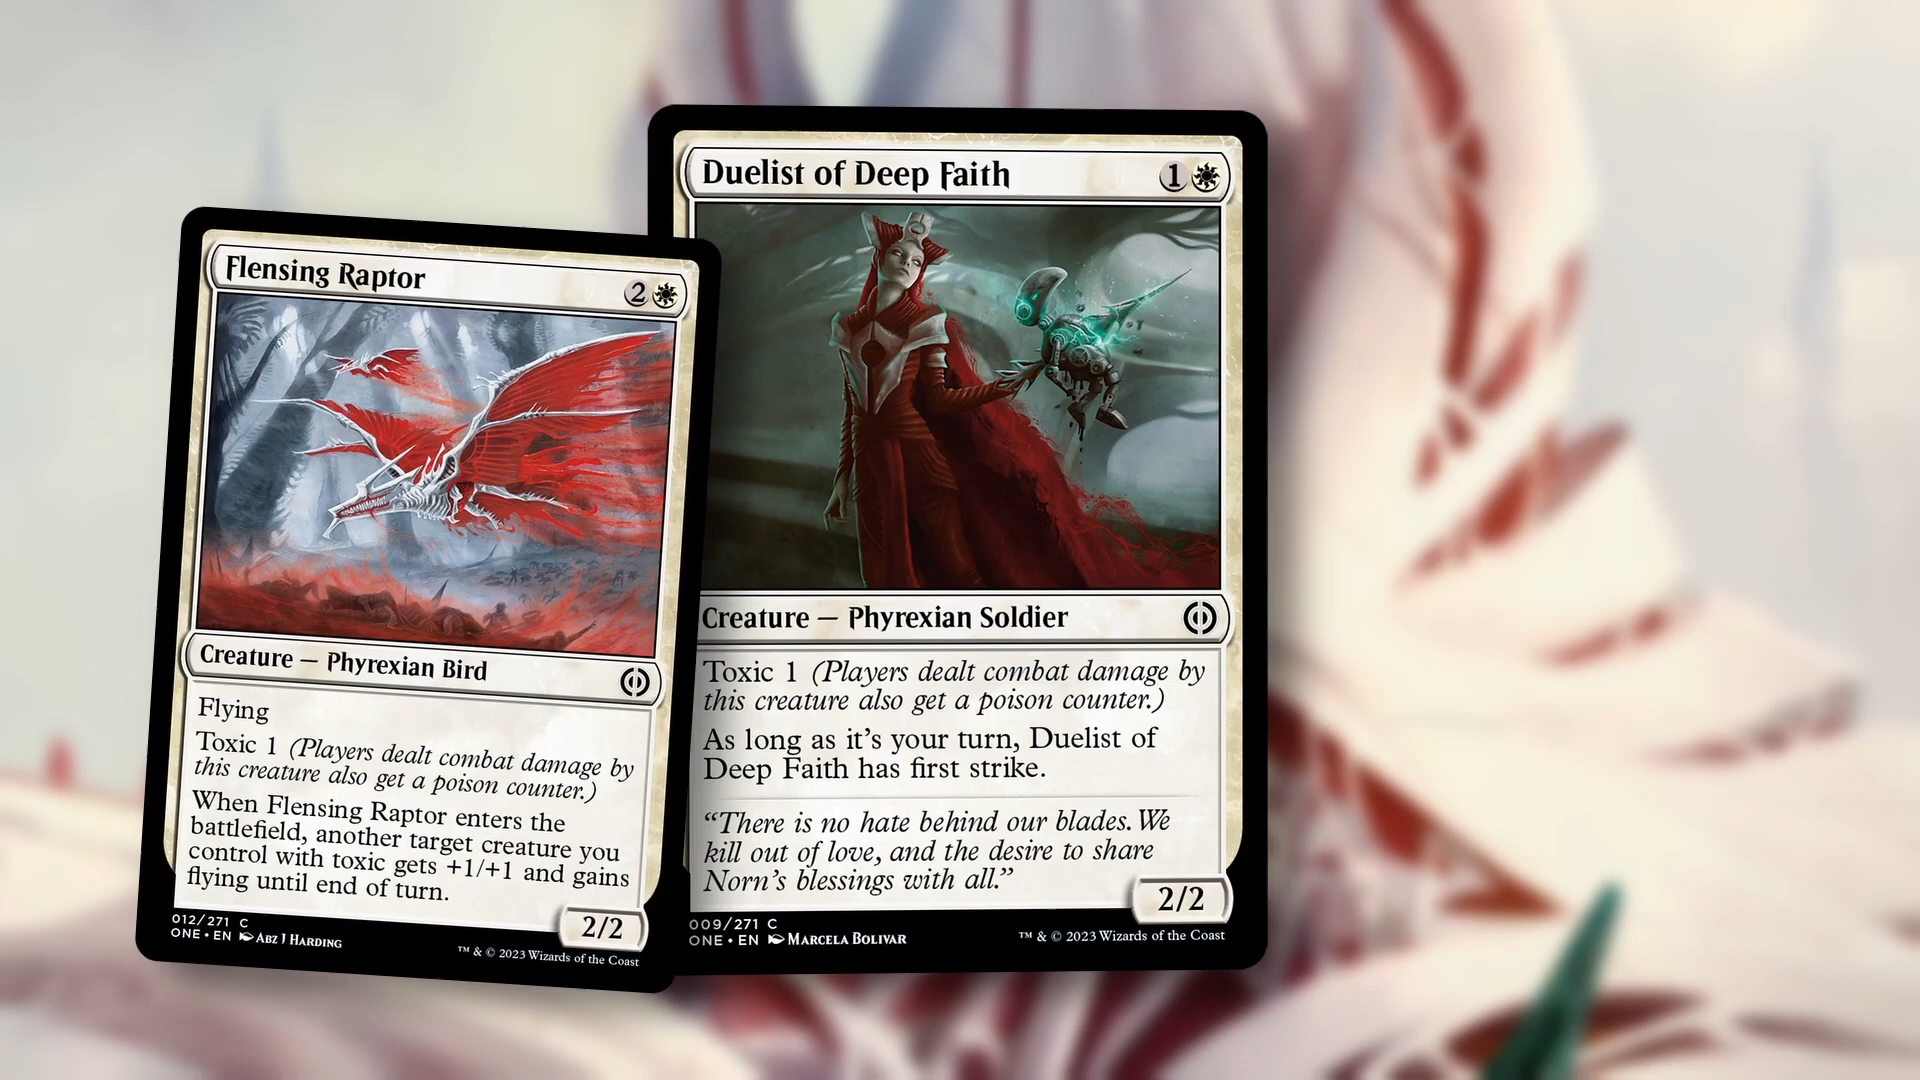 Flensing Raptor
2
Creature — Phyrexian Bird
Flying
Toxic 1 (Players dealt combat damage by
this creature also get a poison counter.)
When Flensing Raptor enters the
battlefield, another target creature you
control with toxic gets +1/+1 and gains
flying until end of turn.
2/2
012/271 C
ONE • EN Abz J Harding
™ & © 2023 Wizards of the Coast
Duelist of Deep Faith
1
Creature — Phyrexian Soldier
Toxic 1 (Players dealt combat damage by
this creature also get a poison counter.)
As long as it's your turn, Duelist of
Deep Faith has first strike.
“There is no hate behind our blades. We
kill out of love, and the desire to share
Norn's blessings with all.”
2/2
009/271 C
ONE • EN Marcela Bolivar
™ & © 2023 Wizards of the Coast